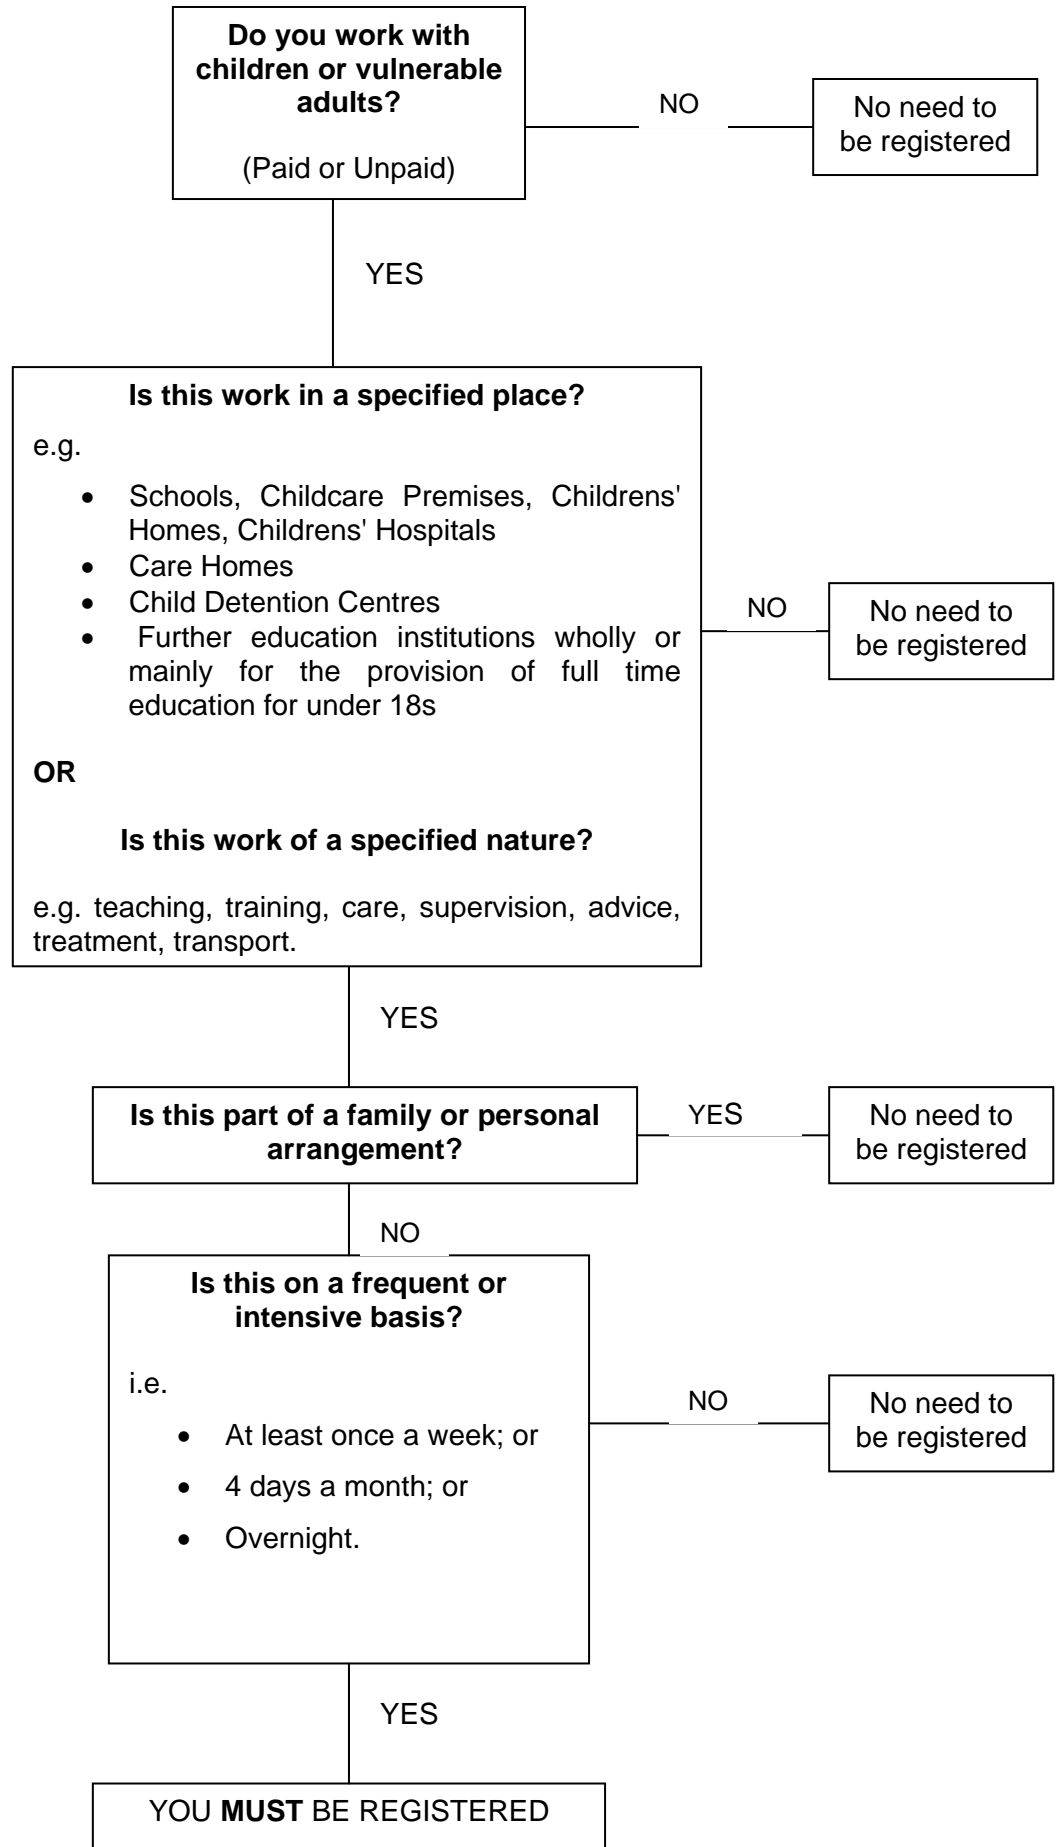 Do you work with
children or vulnerable
adults?
(Paid or Unpaid)
NO
No need to
be registered
YES
Is this work in a specified place?
e.g.
• Schools, Childcare Premises, Childrens'
Homes, Childrens' Hospitals
• Care Homes
• Child Detention Centres
• Further education institutions wholly or
mainly for the provision of full time
education for under 18s
OR
Is this work of a specified nature?
e.g. teaching, training, care, supervision, advice,
treatment, transport.
NO
No need to
be registered
YES
Is this part of a family or personal
arrangement?
YES
No need to
be registered
NO
Is this on a frequent or
intensive basis?
i.e.
• At least once a week; or
• 4 days a month; or
• Overnight.
NO
No need to
be registered
YES
YOU MUST BE REGISTERED